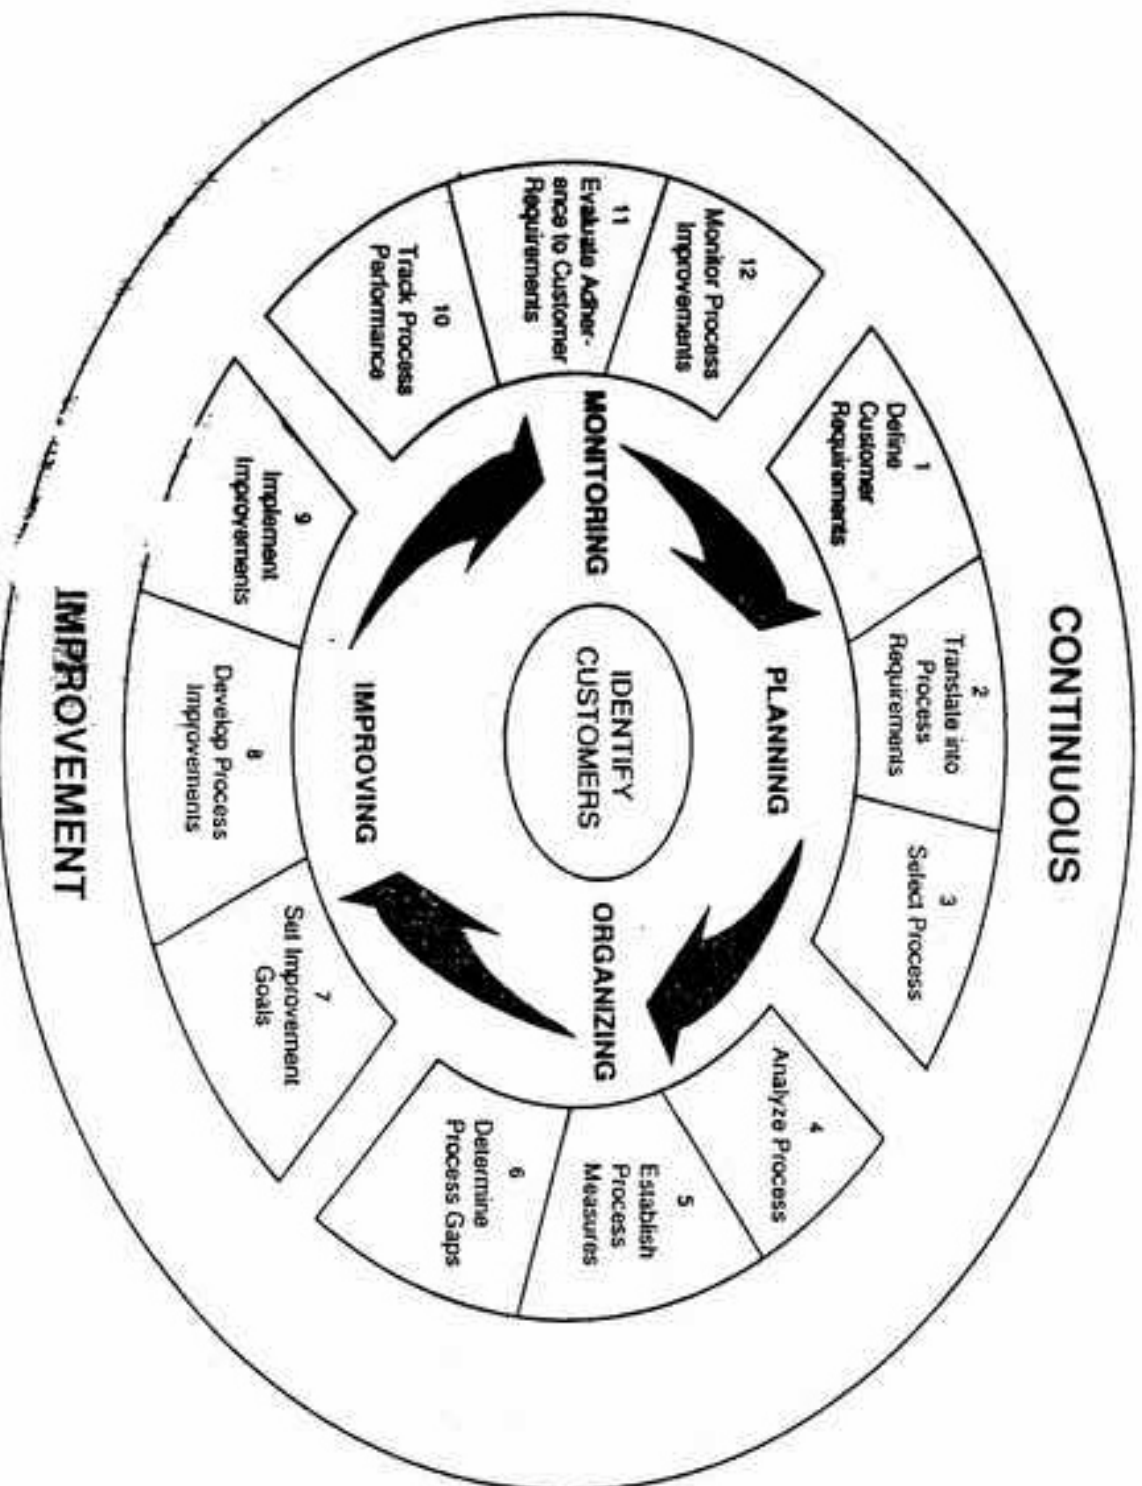 CONTINUOUS
1
Define
Customer
Requirements
2
Translate into
Process
Requirements
3
Select Process
4
Analyze Process
5
Establish
Process
Measures
6
Determine
Process Gaps
7
Set Improvement
Goals
8
Develop Process
Improvements
9
Implement
Improvements
10
Track Process
Performance
11
Evaluate Adher-
ance to Customer
Requirements
12
Monitor Process
Improvements
MONITORING
PLANNING
ORGANIZING
IMPROVING
IDENTIFY
CUSTOMERS
IMPROVEMENT